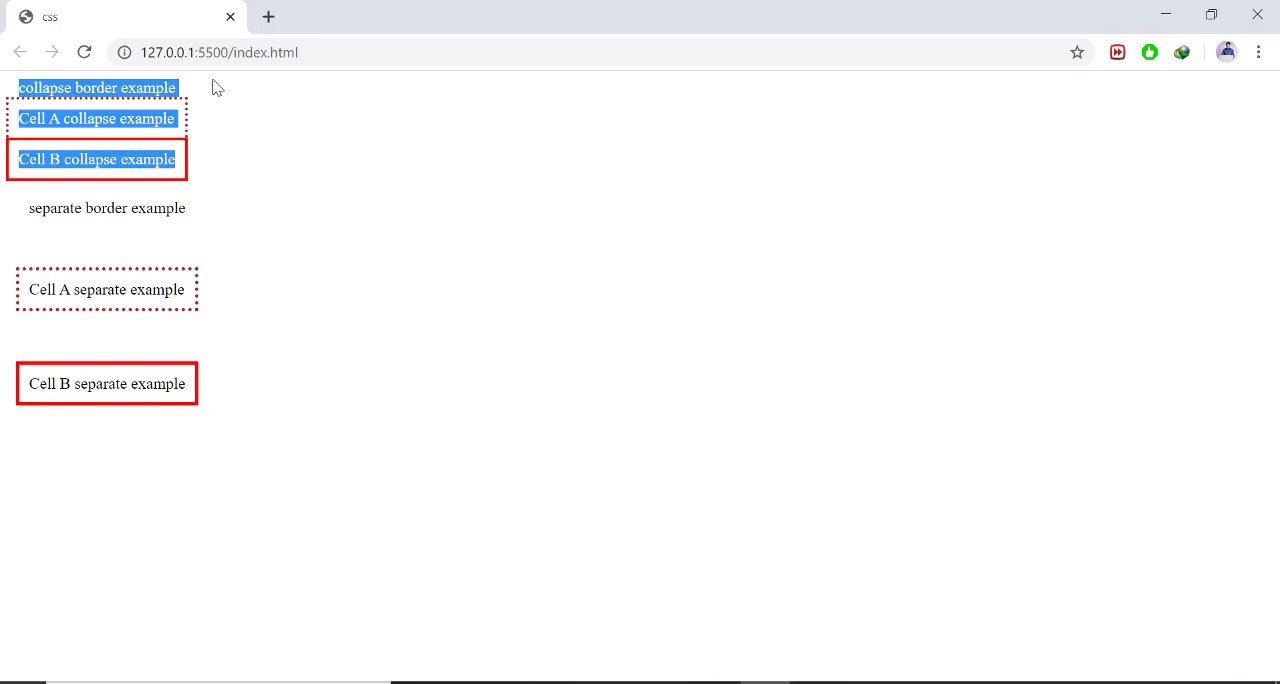 css
127.0.0.1:5500/index.html
collapse border example
Cell A collapse example
Cell B collapse example
separate border example
Cell A separate example
Cell B separate example